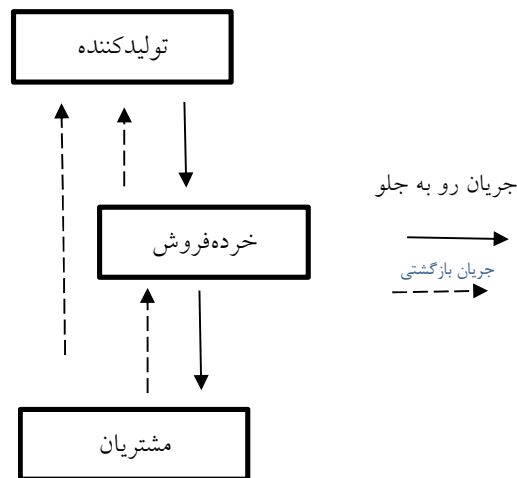 تولیدکننده
جریان رو به جلو
خرده‌فروش
جریان بازگشتی
مشتریان